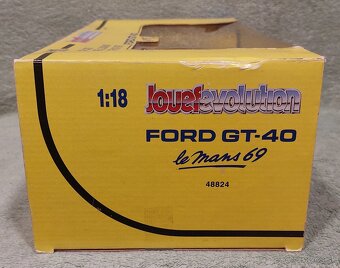 1:18
Jouefevolution
FORD GT-40
le mans 69
48824